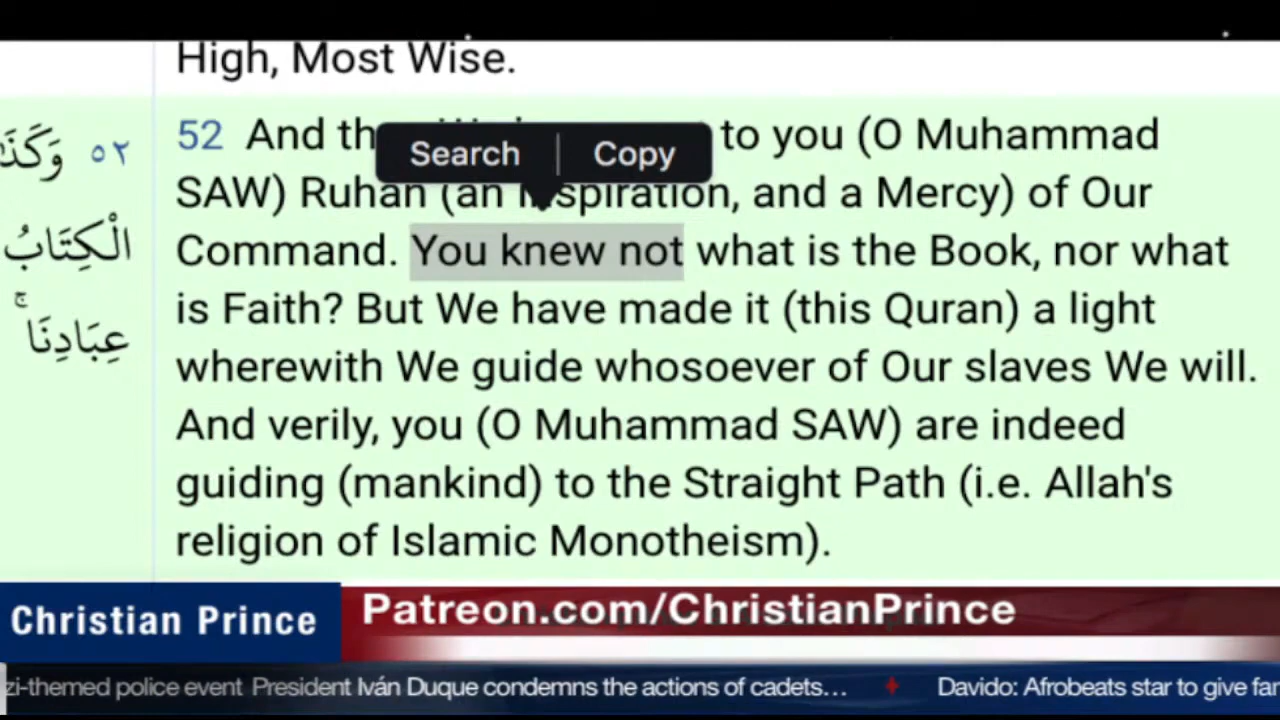 High, Most Wise.
52 And to you (O Muhammad
Search Copy
SAW) Ruhan (an Inspiration, and a Mercy) of Our
Command. You knew not what is the Book, nor what
is Faith? But We have made it (this Quran) a light
wherewith We guide whosoever of Our slaves We will.
And verily, you (O Muhammad SAW) are indeed
guiding (mankind) to the Straight Path (i.e. Allah's
religion of Islamic Monotheism).
٥٢
الْكِتَابُ
عِبَادِنَا ۚ
Christian Prince
Patreon.com/ChristianPrince
zi-themed police event President Iván Duque condemns the actions of cadets... Davido: Afrobeats star to give far